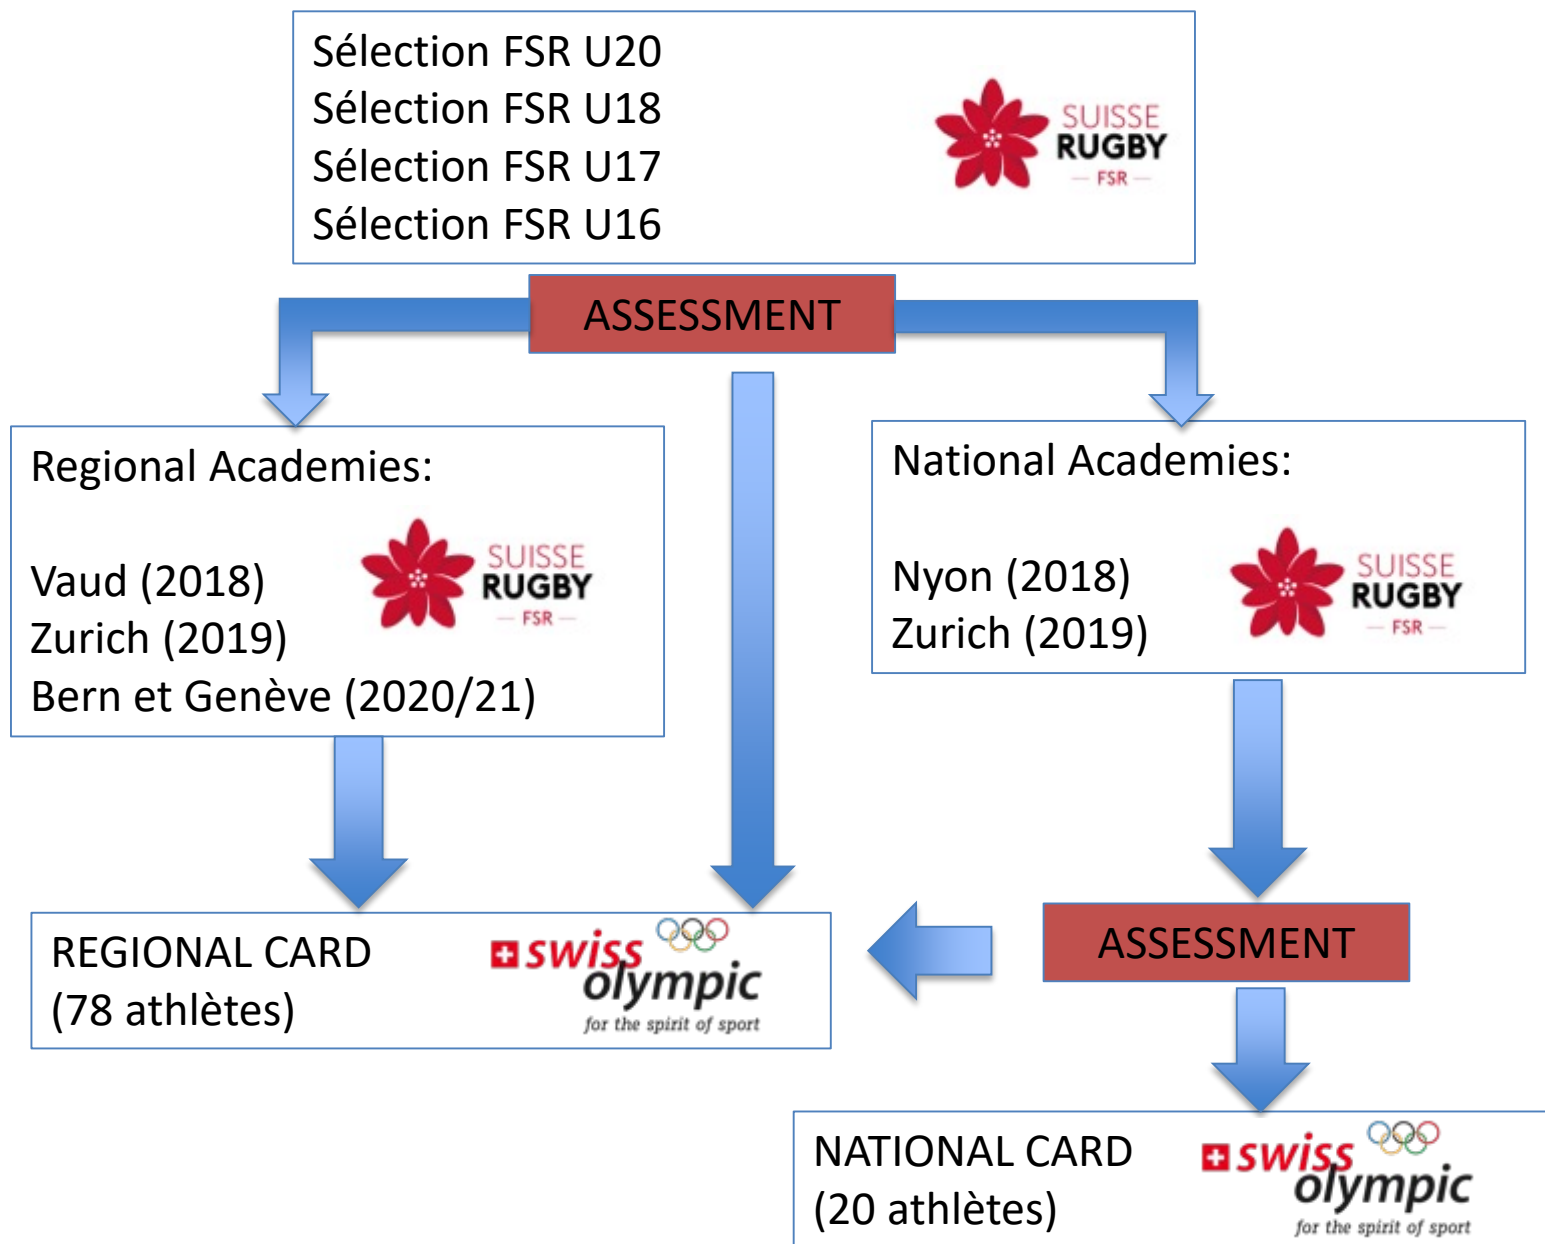 Sélection FSR U20
Sélection FSR U18
Sélection FSR U17
Sélection FSR U16
SUISSE
RUGBY
— FSR —
ASSESSMENT
Regional Academies:
Vaud (2018)
Zurich (2019)
Bern et Genève (2020/21)
SUISSE
RUGBY
— FSR —
National Academies:
Nyon (2018)
Zurich (2019)
SUISSE
RUGBY
— FSR —
REGIONAL CARD
(78 athlètes)
swiss
olympic
for the spirit of sport
ASSESSMENT
NATIONAL CARD
(20 athlètes)
swiss
olympic
for the spirit of sport